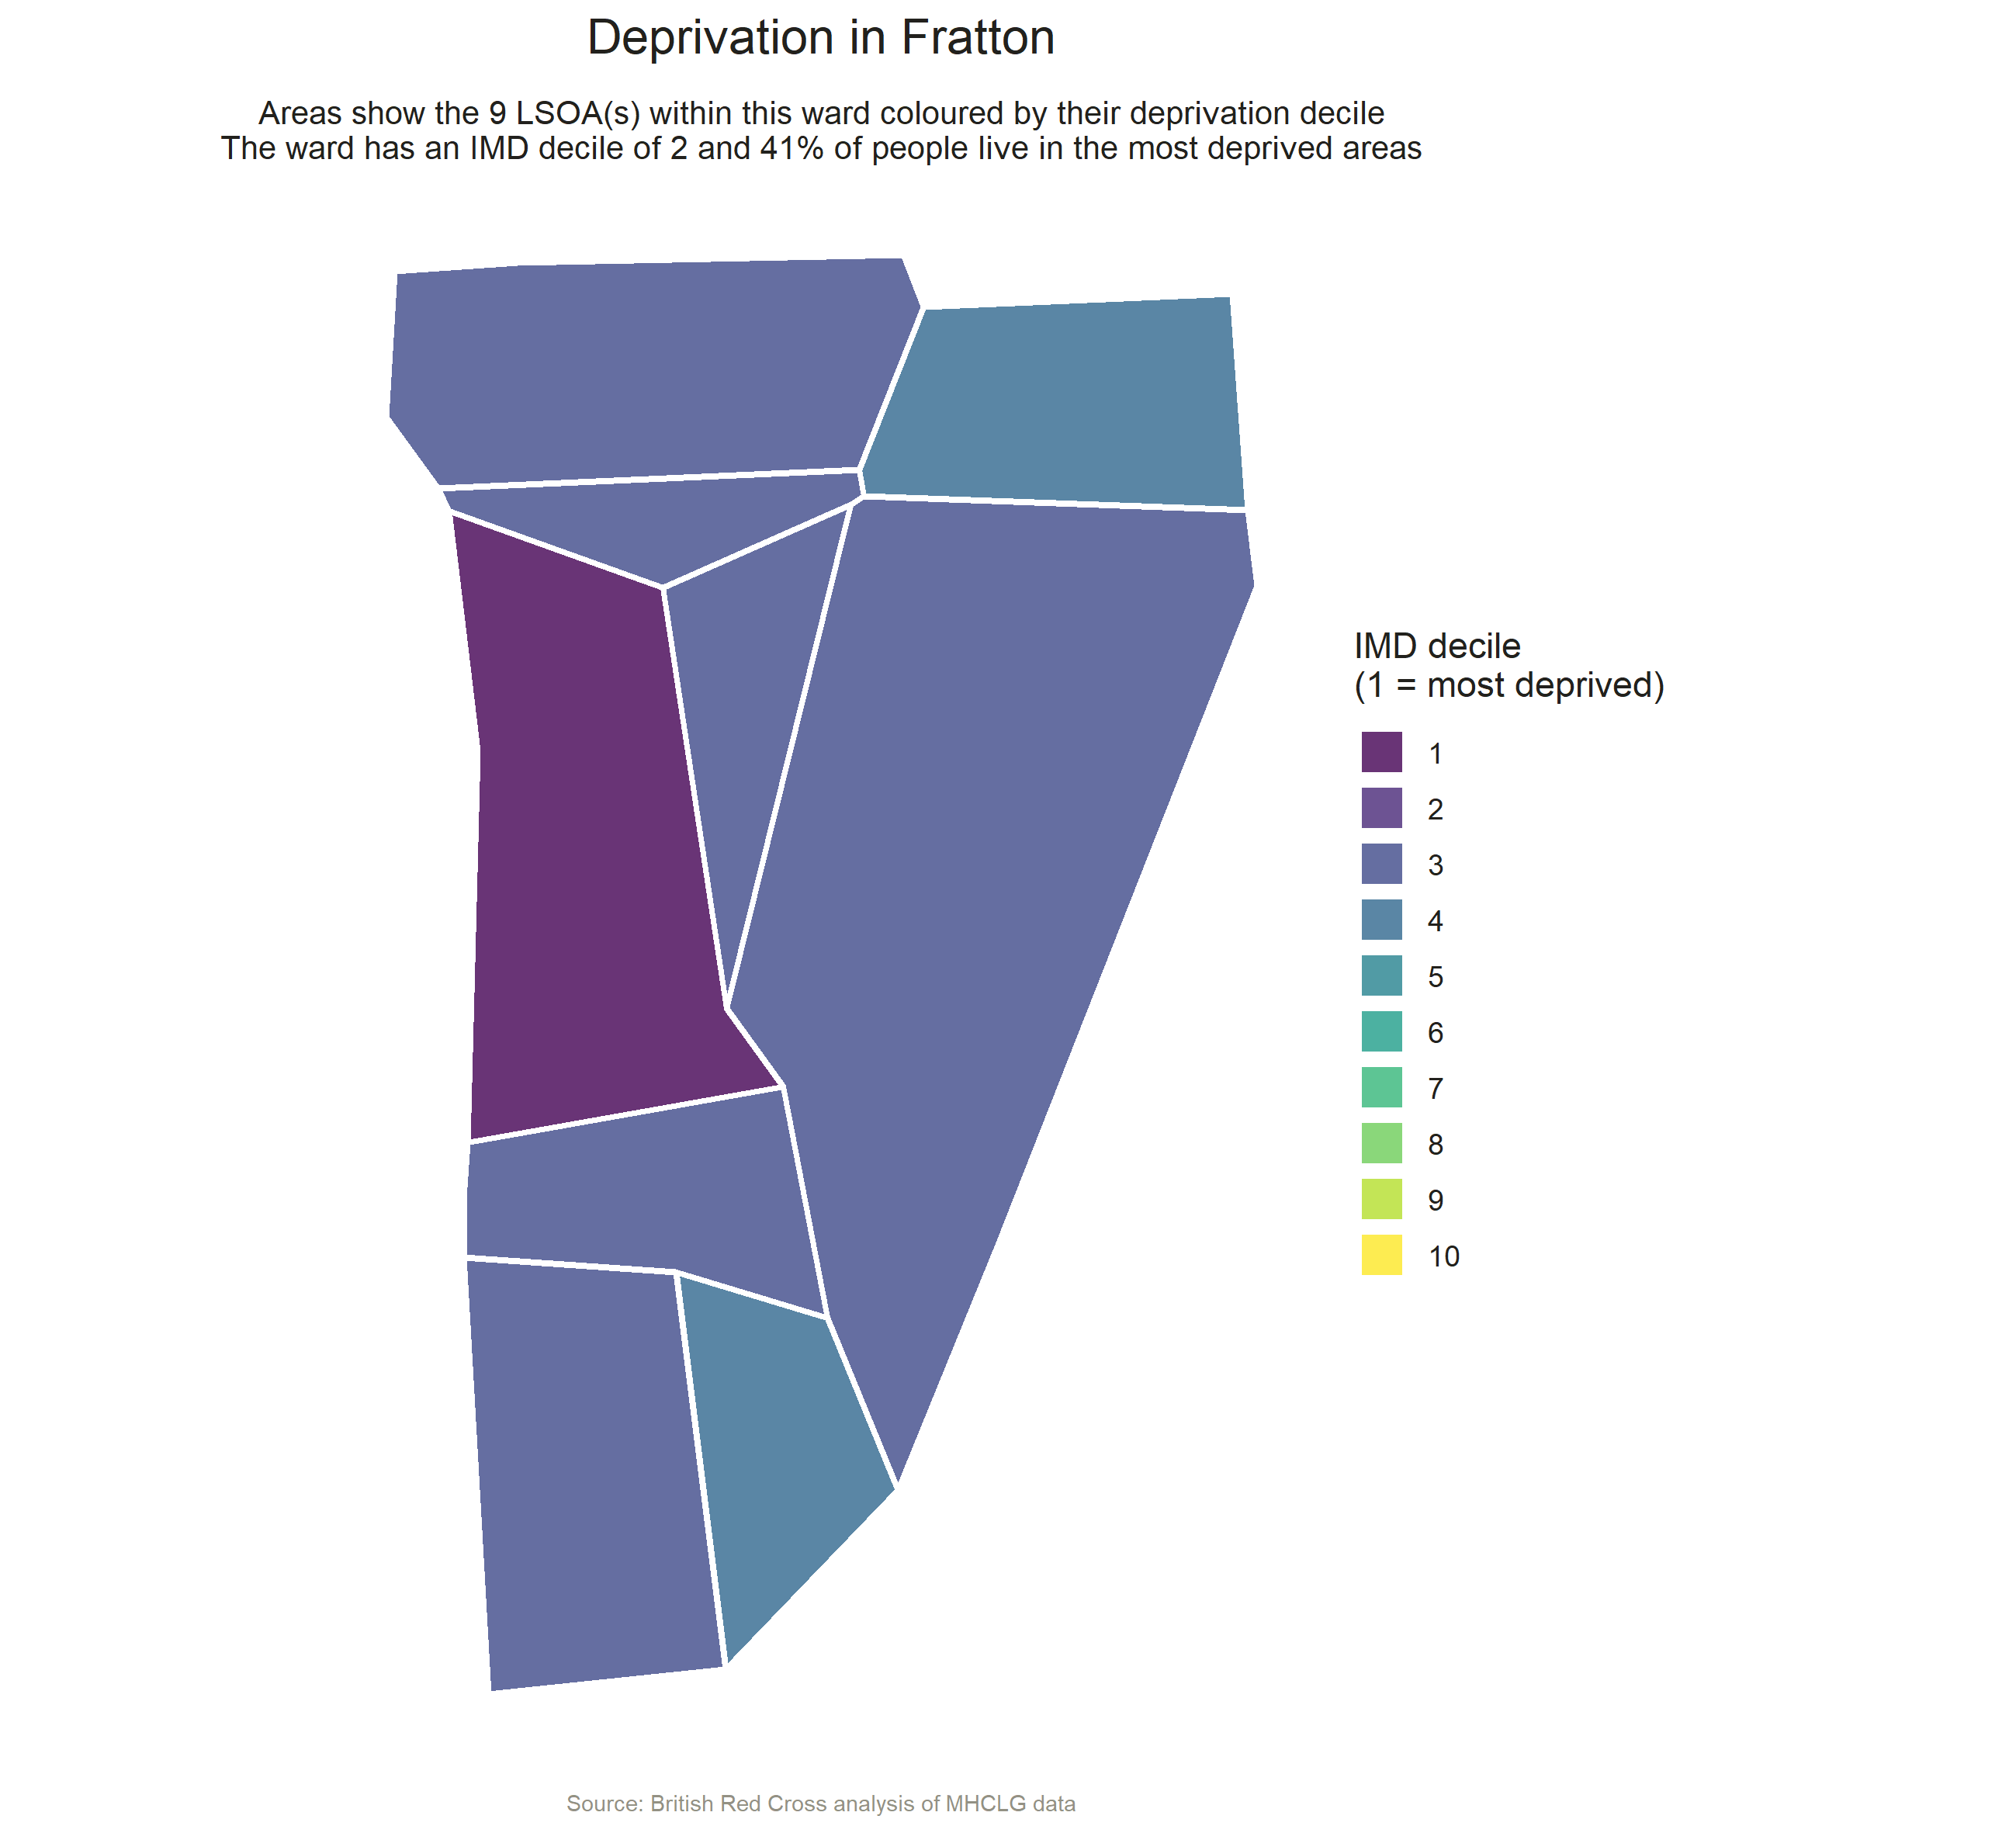 Deprivation in Fratton
Areas show the 9 LSOA(s) within this ward coloured by their deprivation decile
The ward has an IMD decile of 2 and 41% of people live in the most deprived areas
IMD decile
(1 = most deprived)
1
2
3
4
5
6
7
8
9
10
Source: British Red Cross analysis of MHCLG data